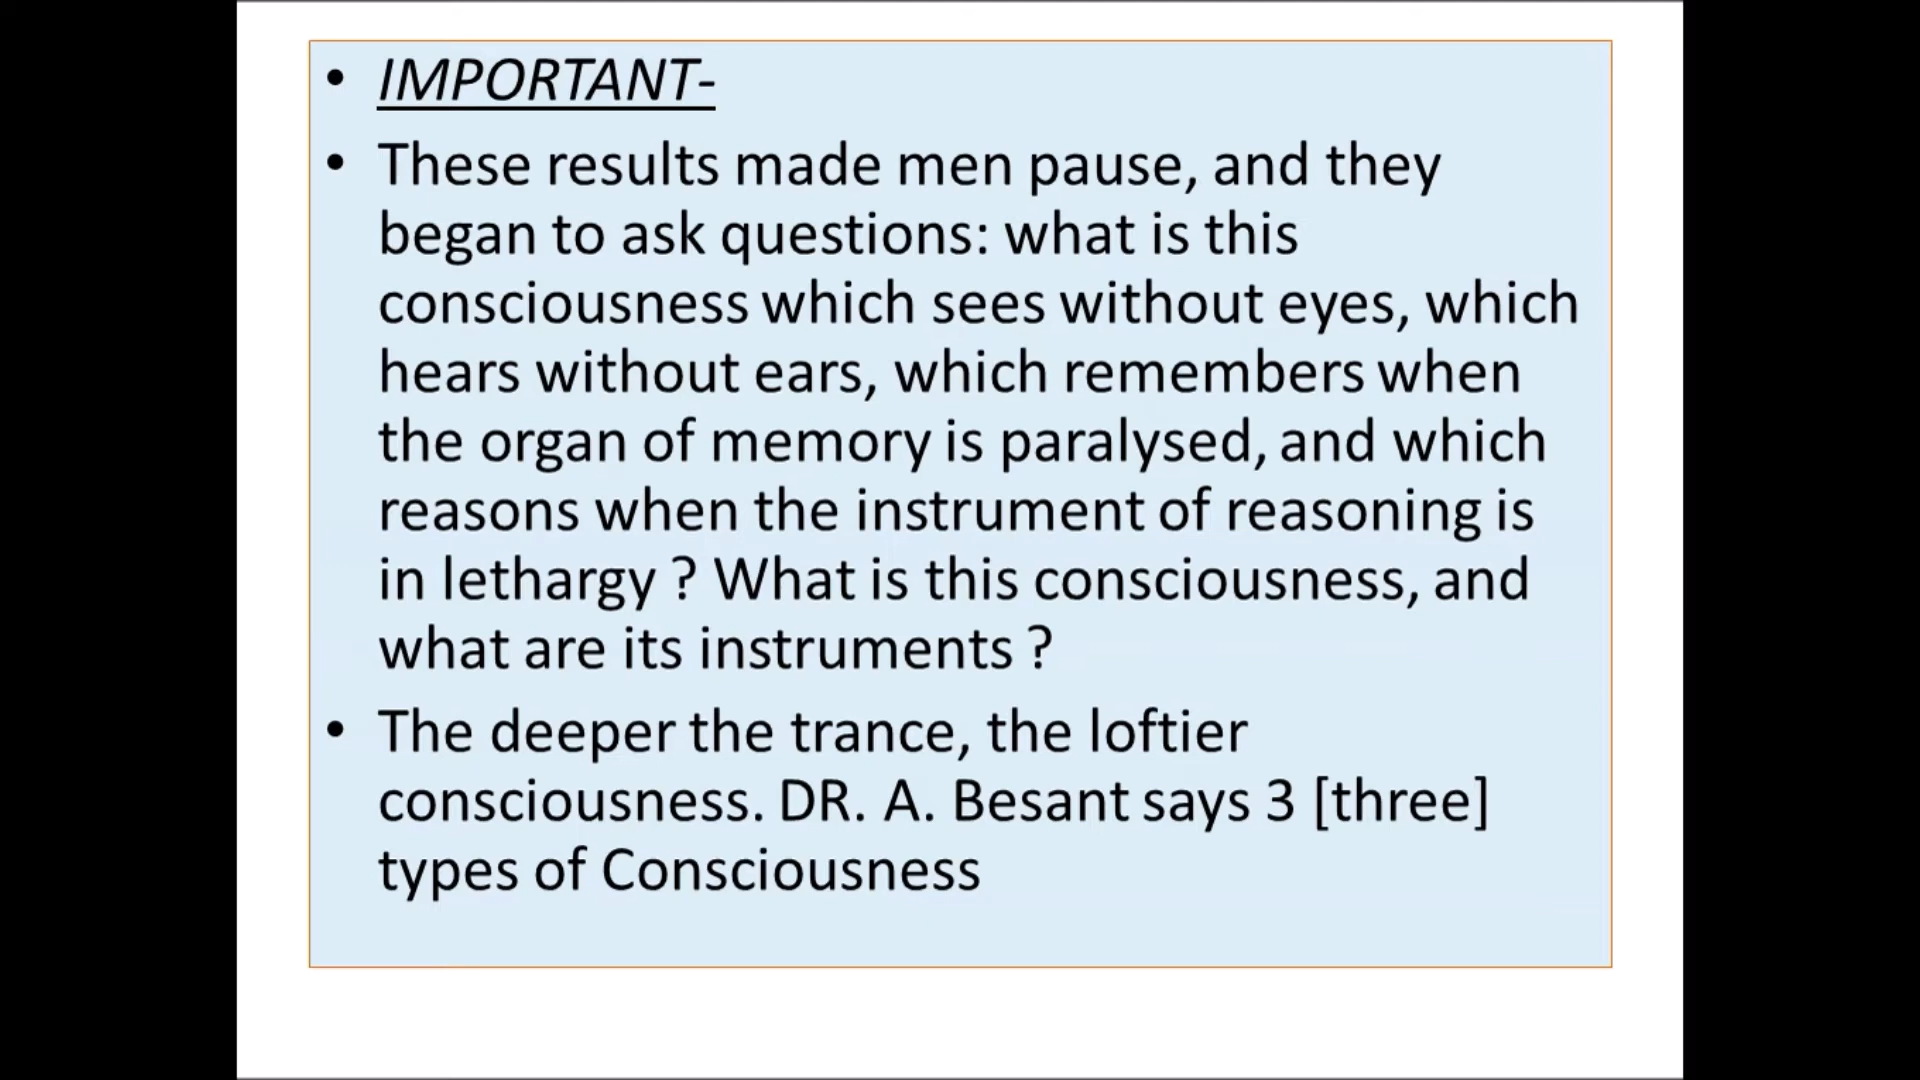 • IMPORTANT-
• These results made men pause, and they
began to ask questions: what is this
consciousness which sees without eyes, which
hears without ears, which remembers when
the organ of memory is paralysed, and which
reasons when the instrument of reasoning is
in lethargy ? What is this consciousness, and
what are its instruments ?
• The deeper the trance, the loftier
consciousness. DR. A. Besant says 3 [three]
types of Consciousness